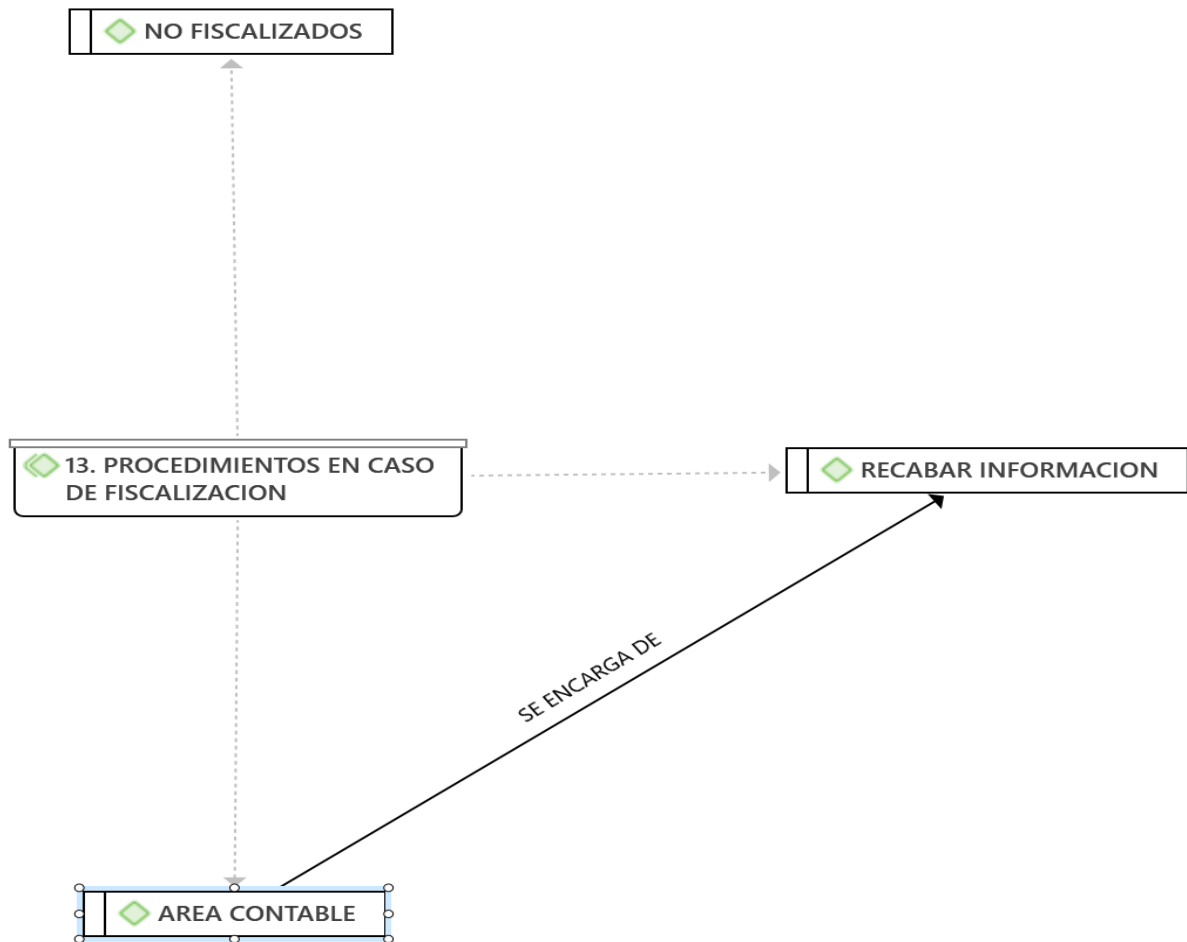 NO FISCALIZADOS
13. PROCEDIMIENTOS EN CASO
DE FISCALIZACION
RECABAR INFORMACION
SE ENCARGA DE
AREA CONTABLE